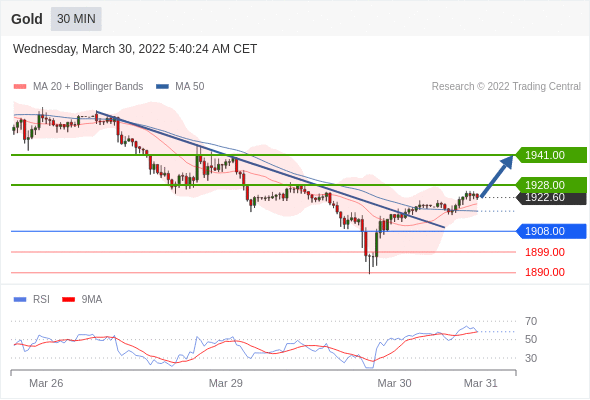 Gold 30 MIN
Wednesday, March 30, 2022 5:40:24 AM CET
MA 20 + Bollinger Bands MA 50 Research © 2022 Trading Central
1941.00
1928.00
1922.60
1908.00
1899.00
1890.00
RSI 9MA
70
50
30
Mar 26 Mar 29 Mar 30 Mar 31